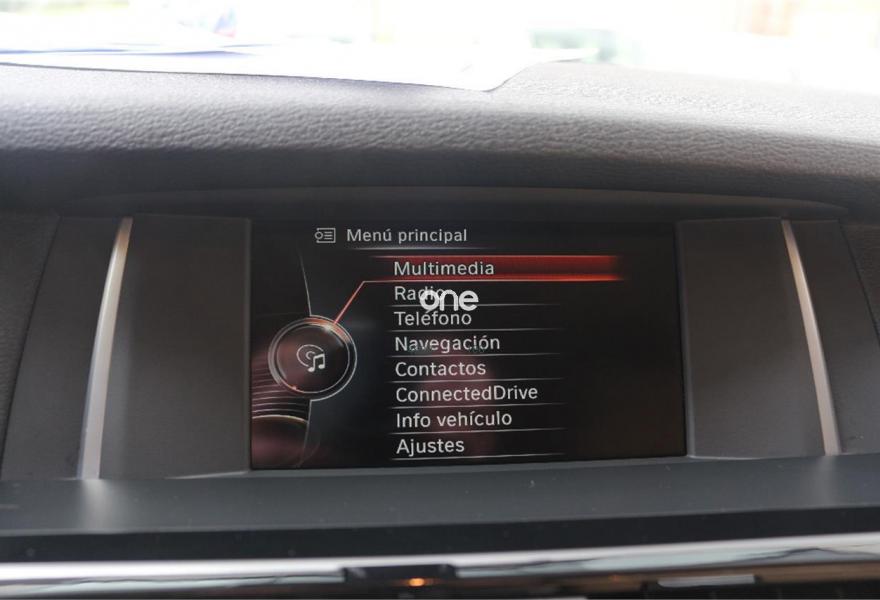 Menú principal
Multimedia
Radio
one
Teléfono
Navegación
Contactos
ConnectedDrive
Info vehículo
Ajustes